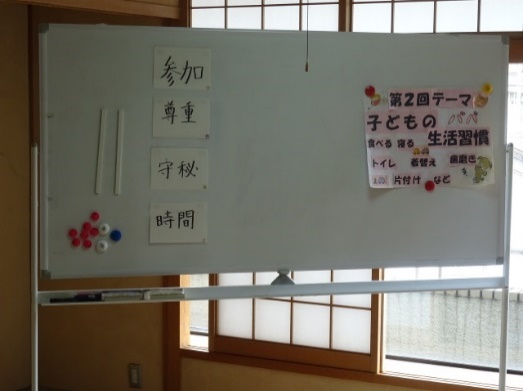 参加
尊重
守秘
時間
第2回テーマ
子どもの パパ
食べる 寝る 生活習慣
トイレ 着替え 歯磨き
片付け など